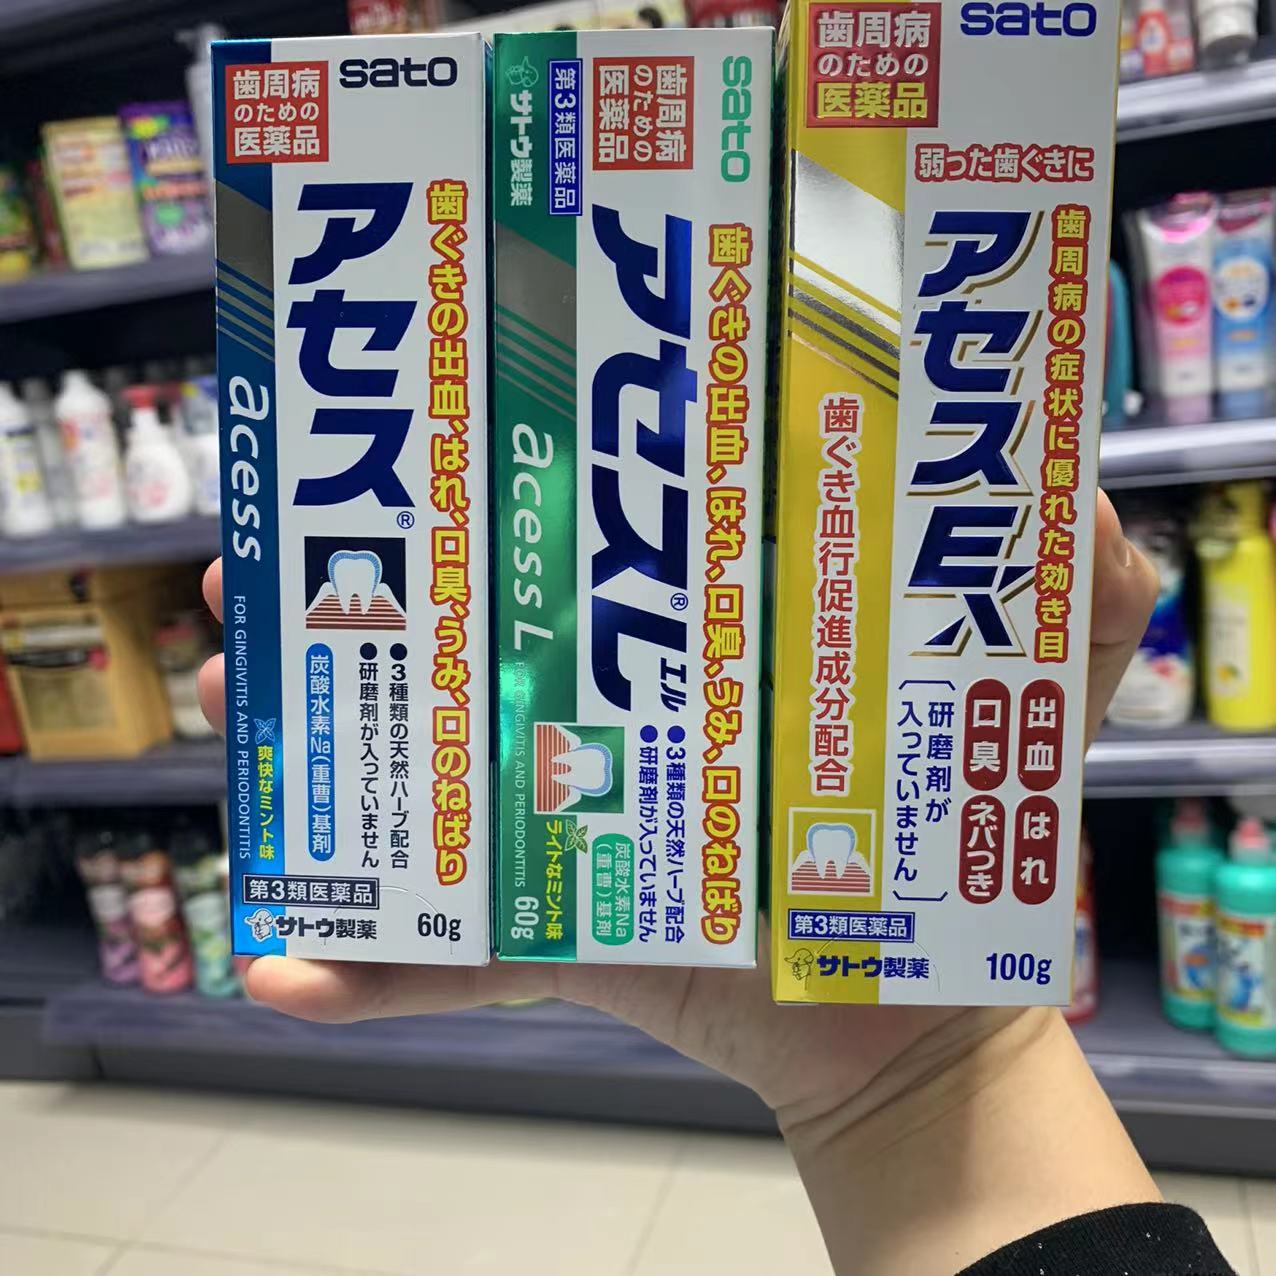 歯周病
のための
医薬品
sato
アセス®
歯ぐきの出血、はれ、口臭、うみ、口のねばり
acess
FOR GINGIVITIS AND PERIODONTITIS
●3種類の天然ハーブ配合
●研磨剤が入っていません
炭酸水素Na(重曹)基剤
爽快なミント味
第3類医薬品
サトウ製薬
60g
サトウ製薬
第3類医薬品
歯周病
のための
医薬品
sato
アセスL®
エル
歯ぐきの出血、はれ、口臭、うみ、口のねばり
acess L
FOR GINGIVITIS AND PERIODONTITIS
●3種類の天然ハーブ配合
●研磨剤が入っていません
炭酸水素Na
(重曹)基剤
ライトなミント味
60g
歯周病
のための
医薬品
sato
弱った歯ぐきに
アセスEX
歯周病の症状に優れた効き目
歯ぐき血行促進成分配合
出血
はれ
口臭
ネバつき
研磨剤が
入っていません
第3類医薬品
サトウ製薬
100g